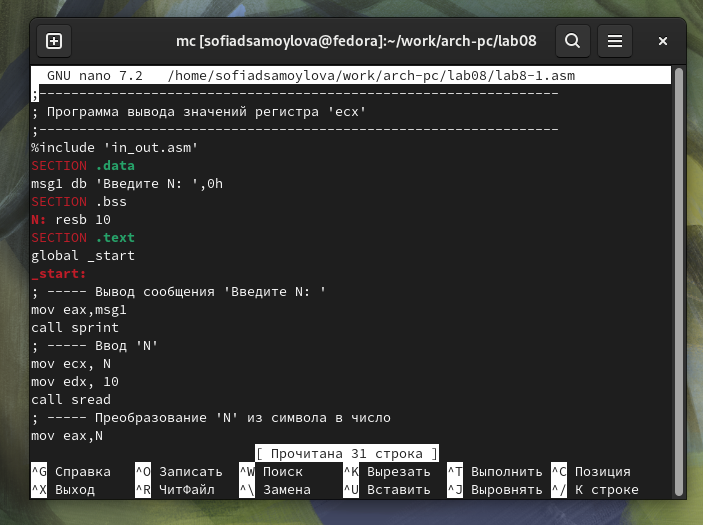 mc [sofiadsamoylova@fedora]:~/work/arch-pc/lab08
GNU nano 7.2 /home/sofiadsamoylova/work/arch-pc/lab08/lab8-1.asm
;-----------------------------------------------------------------
; Программа вывода значений регистра 'ecx'
;-----------------------------------------------------------------
%include 'in_out.asm'
SECTION .data
msg1 db 'Введите N: ',0h
SECTION .bss
N: resb 10
SECTION .text
global _start
_start:
; ----- Вывод сообщения 'Введите N: '
mov eax,msg1
call sprint
; ----- Ввод 'N'
mov ecx, N
mov edx, 10
call sread
; ----- Преобразование 'N' из символа в число
mov eax,N
[ Прочитана 31 строка ]
^G Справка ^O Записать ^W Поиск ^K Вырезать ^T Выполнить ^C Позиция
^X Выход ^R ЧитФайл ^\ Замена ^U Вставить ^J Выровнять ^/ К строке